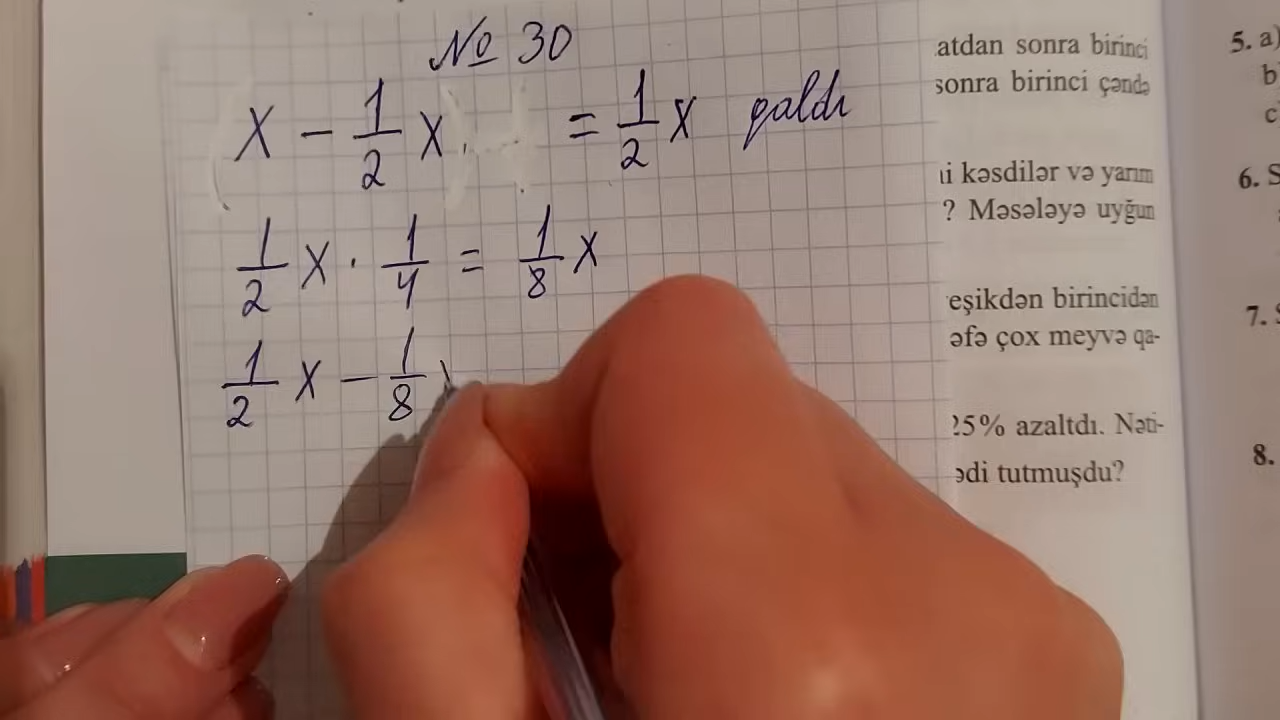 № 30
x - 1/2 x = 1/2 x qaldı
1/2 x · 1/4 = 1/8 x
1/2 x - 1/8 x
atdan sonra birinci
sonra birinci çəndə
i kəsdilər və yarım
? Məsələyə uyğun
eşikdən birincidən
əfə çox meyvə qa-
25% azaltdı. Nəti-
ədi tutmuşdu?
5. a)
b
c
6. S
7. S
8.